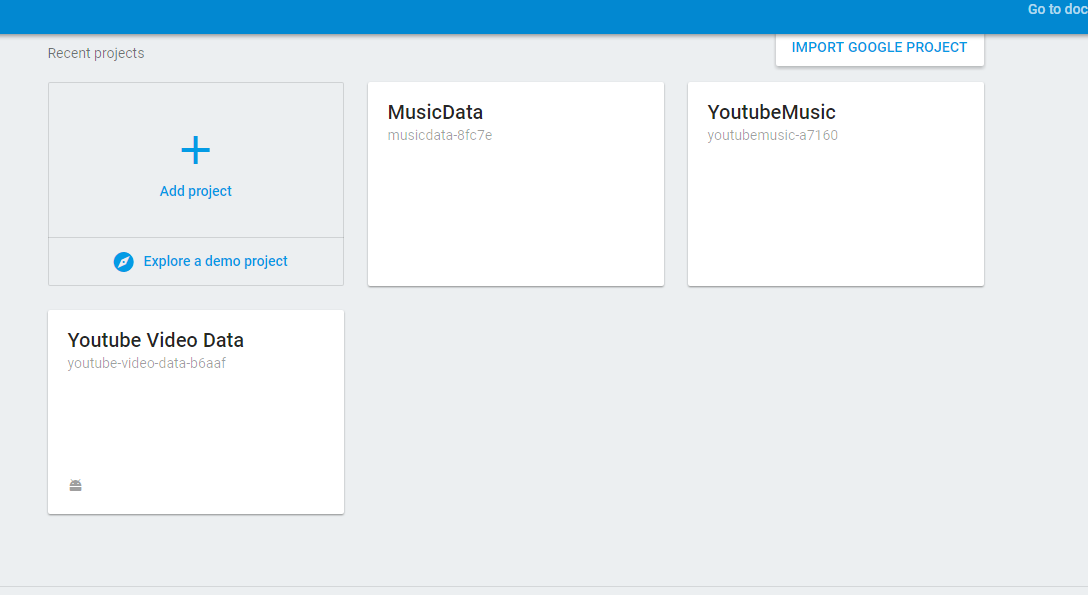 Go to doc
Recent projects
IMPORT GOOGLE PROJECT
Add project
Explore a demo project
MusicData
musicdata-8fc7e
YoutubeMusic
youtubemusic-a7160
Youtube Video Data
youtube-video-data-b6aaf